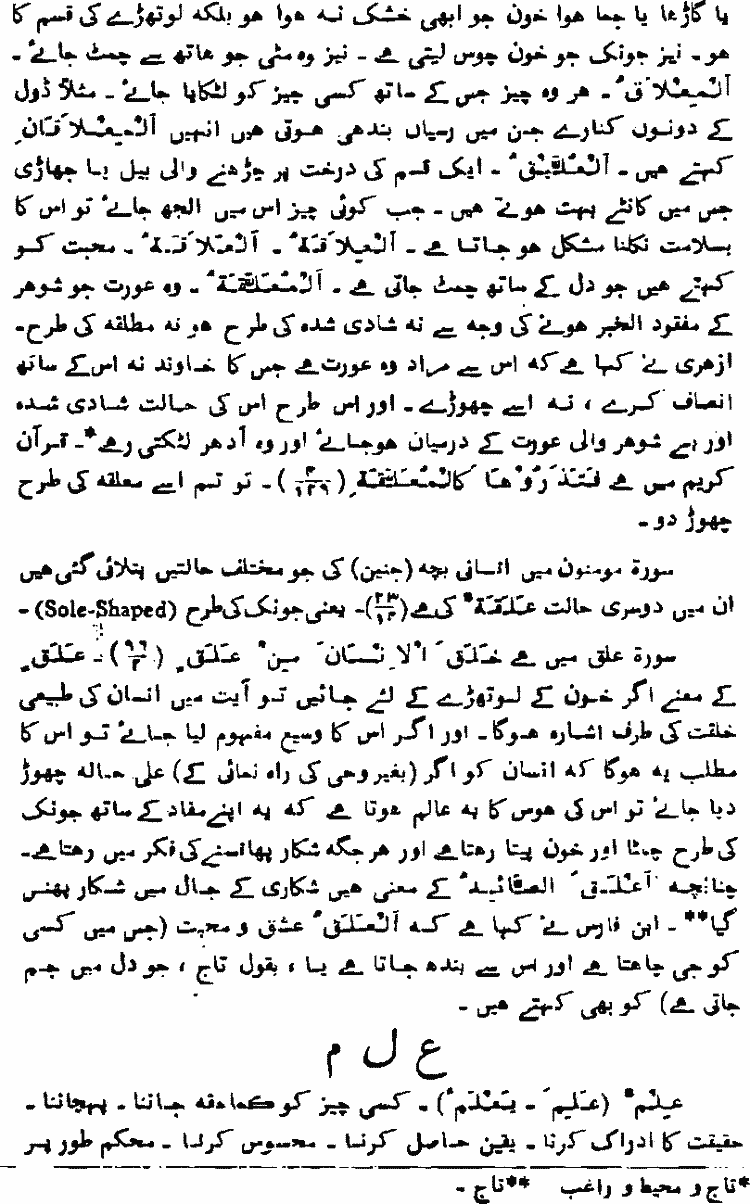 یا گاڑھا یا جما ہوا خون جو ابھی خشک نہ ہوا ہو بلکہ لوتھڑے کی قسم کا
ہو ۔ نیز جونک جو خون چوس لیتی ہے ۔ نیز وہ مٹی جو ہاتھ سے چمٹ جائے ۔
اَلْمِعْلَاقُ ۔ ہر وہ چیز جس کے ساتھ کسی چیز کو لٹکایا جائے ۔ مثلاً ڈول
کے دونوں کنارے جن میں رسیاں بندھی ہوتی ہیں انہیں اَلْمِعْلَاقَانِ
کہتے ہیں ۔ اَلْعُلَّیْقُ ۔ ایک قسم کی درخت پر چڑھنے والی بیل یا جھاڑی
جس میں کانٹے بہت ہوتے ہیں ۔ جب کوئی چیز اس میں الجھ جائے تو اس کا
بسلامت نکلنا مشکل ہو جاتا ہے ۔ اَلْعِلَاقَةُ ۔ اَلْعَلَاقَةُ ۔ محبت کو
کہتے ہیں جو دل کے ساتھ چمٹ جاتی ہے ۔ اَلْمُعَلَّقَةُ ۔ وہ عورت جو شوہر
کے مفقود الخبر ہونے کی وجہ سے نہ شادی شدہ کی طرح ہو نہ مطلقہ کی طرح ۔
ازہری نے کہا ہے کہ اس سے مراد وہ عورت ہے جس کا خاوند نہ اس کے ساتھ
انصاف کرے ، نہ اسے چھوڑے ۔ اور اس طرح اس کی حالت شادی شدہ
اور بے شوہر والی عورت کے درمیان ہو جائے اور وہ اُدھر لٹکتی رہے* ۔ قرآن
کریم میں ہے فَتَذَرُوْهَا كَالْمُعَلَّقَةِ (۴/۱۲۹) ۔ تو تم اسے معلقہ کی طرح
چھوڑ دو ۔
سورۃ مومنون میں انسانی بچہ (جنین) کی جو مختلف حالتیں بتلائی گئی ہیں
ان میں دوسری حالت عَلَقَةٌ کی ہے (۲۳/۱۴) ۔ یعنی جونک کی طرح (Sole-Shaped) ۔
سورۃ علق میں ہے خَلَقَ الْاِنْسَانَ مِنْ عَلَقٍ (۹۶/۲) ۔ عَلَقٍ
کے معنے اگر خون کے لوتھڑے کے لئے جائیں تو آیت میں انسان کی طبیعی
خلقت کی طرف اشارہ ہوگا ۔ اور اگر اس کا وسیع مفہوم لیا جائے تو اس کا
مطلب یہ ہوگا کہ انسان کو اگر (بغیر وحی کی راہ نمائی کے) علیٰ حالہ چھوڑ
دیا جائے تو اس کی ہوس کا یہ عالم ہوتا ہے کہ یہ اپنے مفاد کے ساتھ جونک
کی طرح چمٹا اور خون پیتا رہتا ہے اور ہر جگہ شکار پھانسنے کی فکر میں رہتا ہے ۔
چنانچہ اَعْلَقَ الصَّائِدُ کے معنی ہیں شکاری کے جال میں شکار پھنس
گیا** ۔ ابن فارس نے کہا ہے کہ اَلْعَلَقُ عشق و محبت (جس میں کسی
کو جی چاہتا ہے اور اس سے بندھ جاتا ہے یا ، بقول تاج ، جو دل میں جم
جاتی ہے) کو بھی کہتے ہیں ۔
ع ل م
عِلْمٌ (عَلِمَ ۔ یَعْلَمُ) ۔ کسی چیز کو کماحقہ جاننا ۔ پہچاننا ۔
حقیقت کا ادراک کرنا ۔ یقین حاصل کرنا ۔ محسوس کرنا ۔ محکم طور پر
*تاج و محیط و راغب **تاج ۔